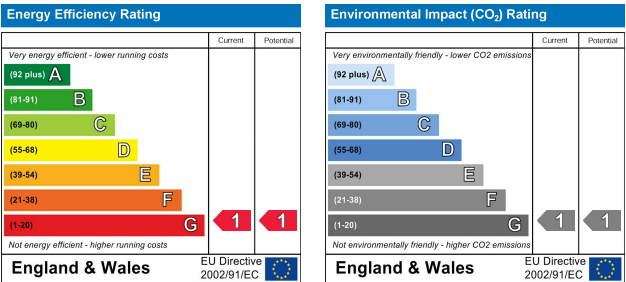 Energy Efficiency Rating
Current Potential
Very energy efficient - lower running costs
(92 plus) A
(81-91) B
(69-80) C
(55-68) D
(39-54) E
(21-38) F
(1-20) G 1 1
Not energy efficient - higher running costs
England & Wales
EU Directive
2002/91/EC
Environmental Impact (CO₂) Rating
Current Potential
Very environmentally friendly - lower CO2 emissions
(92 plus) A
(81-91) B
(69-80) C
(55-68) D
(39-54) E
(21-38) F
(1-20) G 1 1
Not environmentally friendly - higher CO2 emissions
England & Wales
EU Directive
2002/91/EC